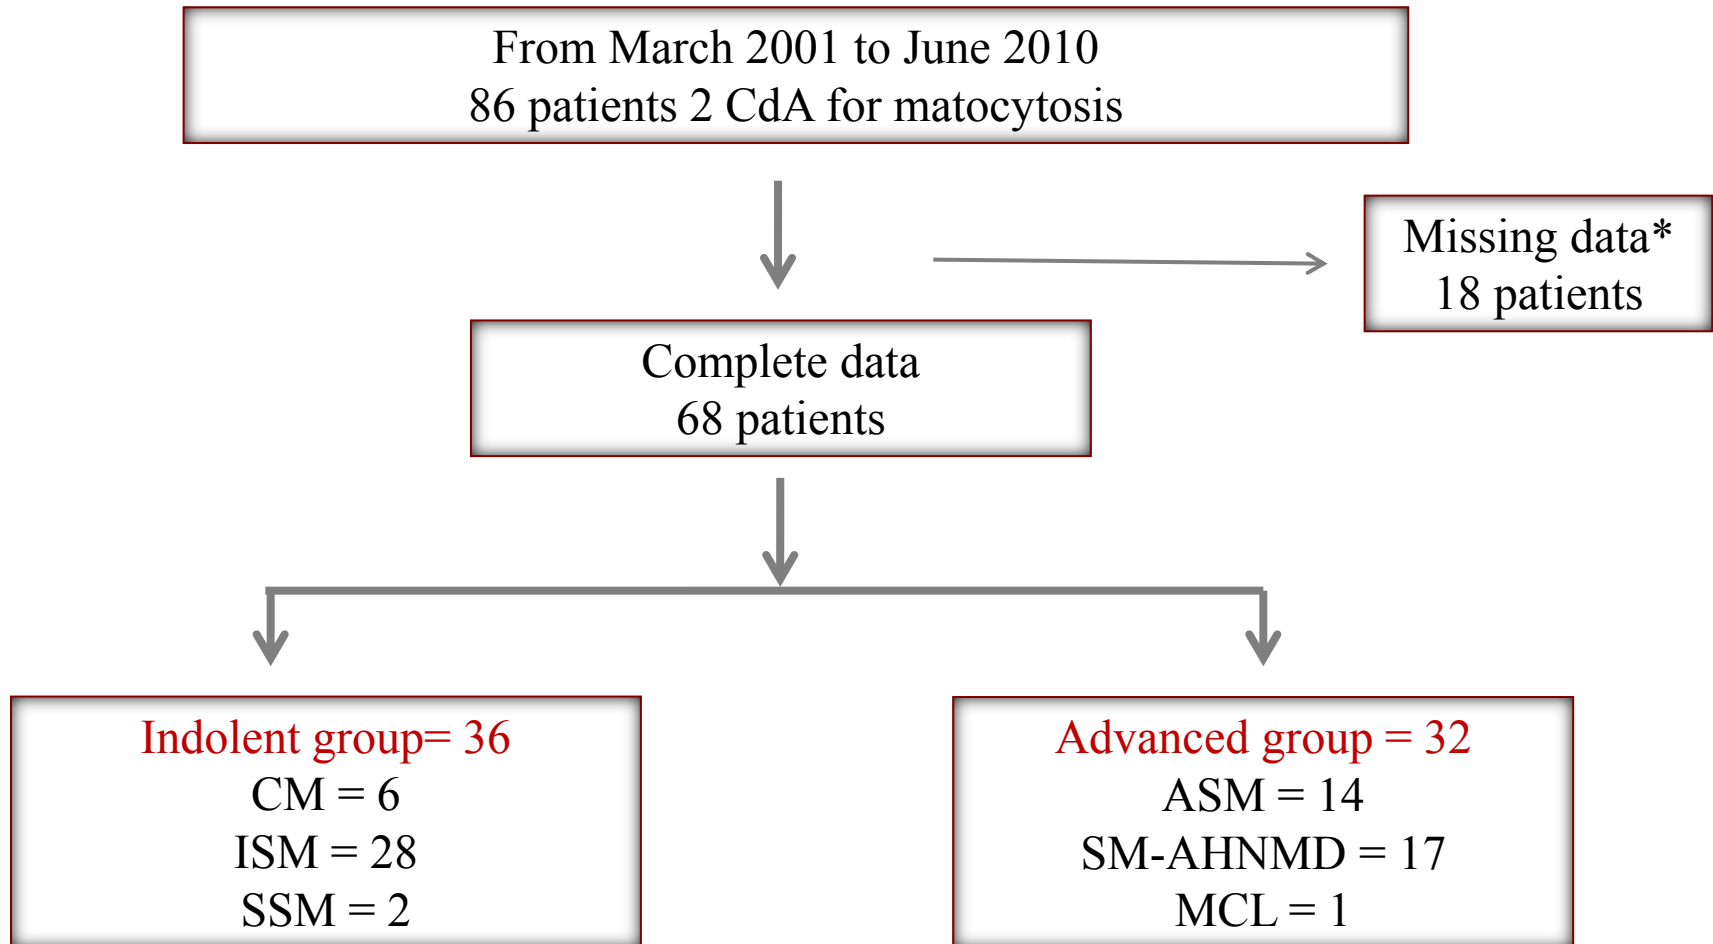 From March 2001 to June 2010
86 patients 2 CdA for matocytosis
Missing data*
18 patients
Complete data
68 patients
Indolent group= 36
CM = 6
ISM = 28
SSM = 2
Advanced group = 32
ASM = 14
SM-AHNMD = 17
MCL = 1